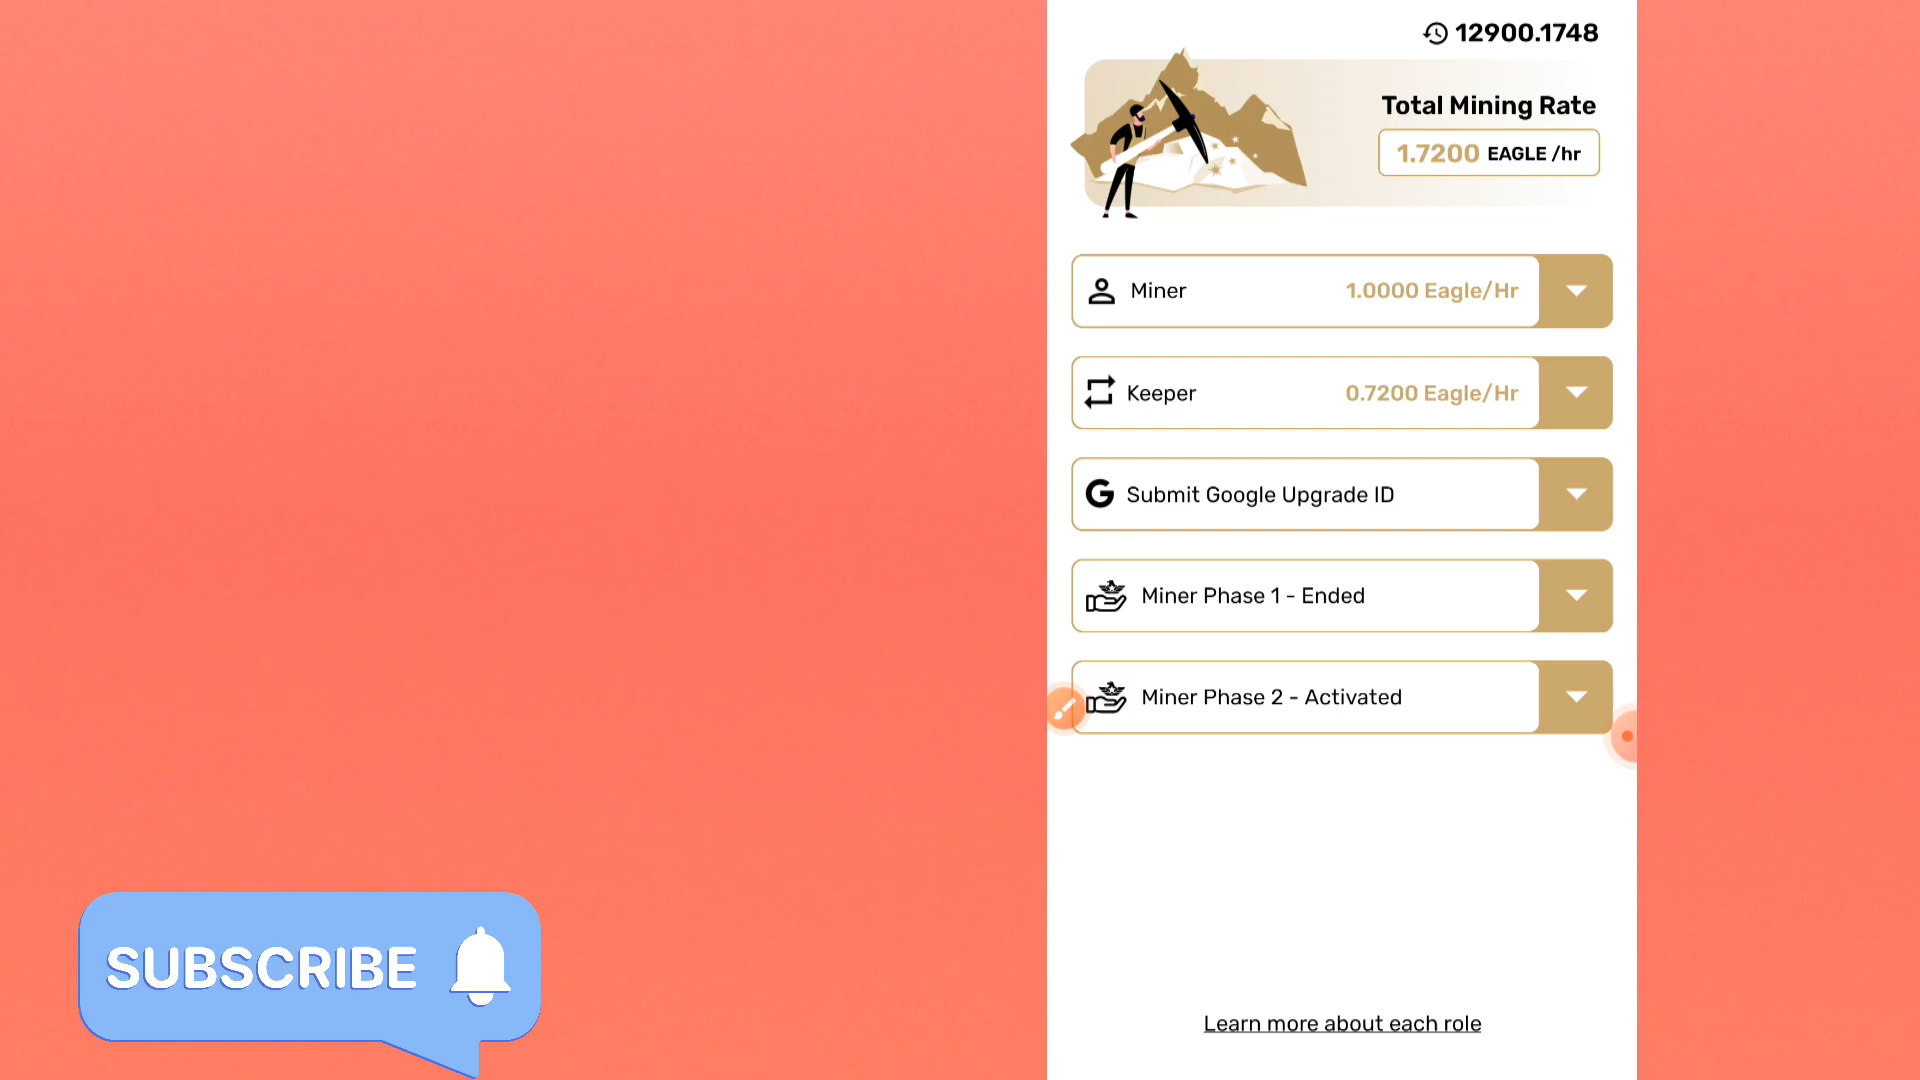 12900.1748
Total Mining Rate
1.7200 EAGLE /hr
Miner 1.0000 Eagle/Hr
Keeper 0.7200 Eagle/Hr
Submit Google Upgrade ID
Miner Phase 1 - Ended
Miner Phase 2 - Activated
Learn more about each role
SUBSCRIBE